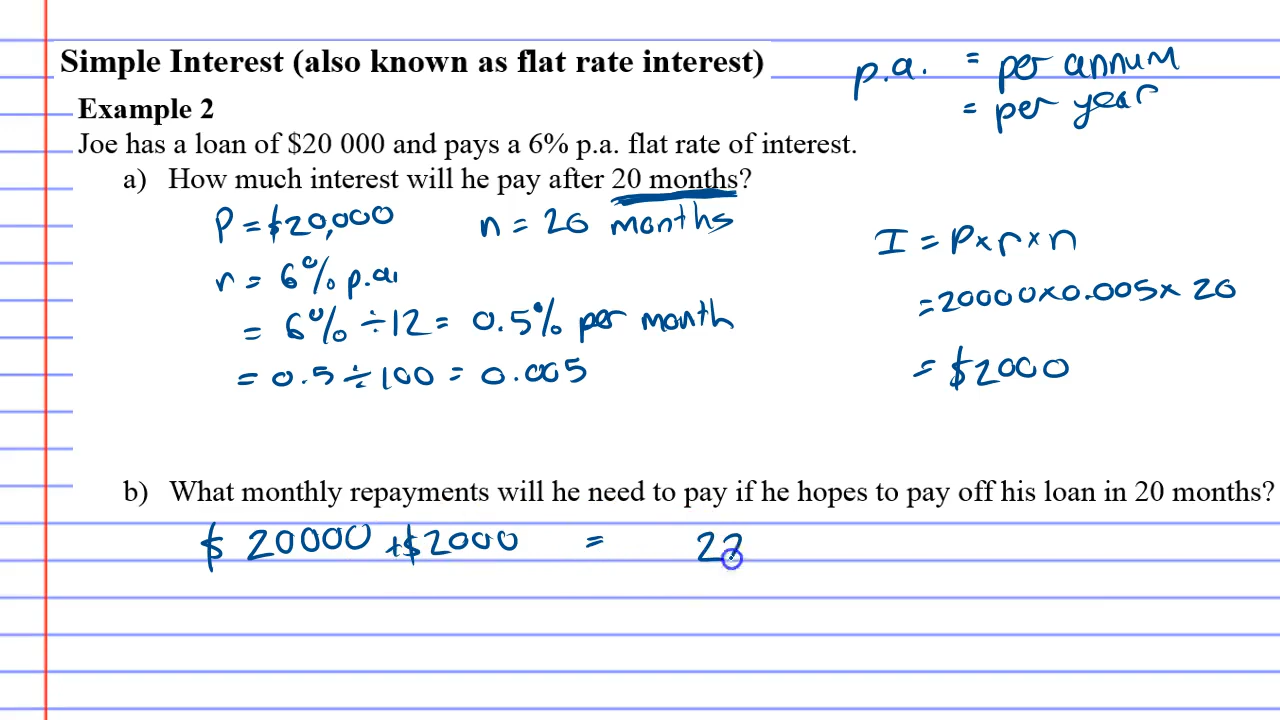 Simple Interest (also known as flat rate interest)
p.a. = per annum
= per year
Example 2
Joe has a loan of $20 000 and pays a 6% p.a. flat rate of interest.
a) How much interest will he pay after 20 months?
P = $20,000 n = 20 months
I = P × r × n
r = 6% p.a.
= 20000 × 0.005 × 20
= 6% ÷ 12 = 0.5% per month
= 0.5 ÷ 100 = 0.005
= $2000
b) What monthly repayments will he need to pay if he hopes to pay off his loan in 20 months?
$ 20000 + $2000 = 22